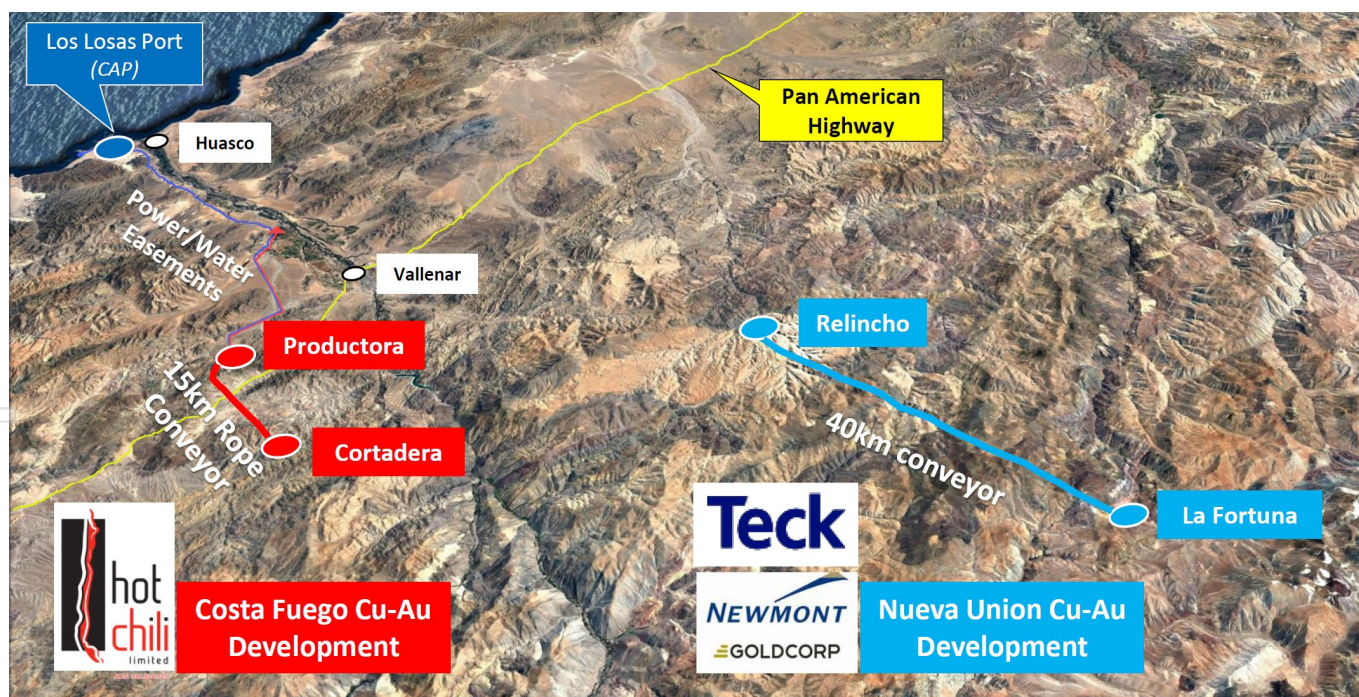 Los Losas Port
(CAP)
Huasco
Pan American
Highway
Power/Water
Easements
Vallenar
Productora
Relincho
15km Rope
Conveyor
Cortadera
40km conveyor
La Fortuna
hot
chili
limited
Costa Fuego Cu-Au
Development
Teck
NEWMONT
GOLDCORP
Nueva Union Cu-Au
Development